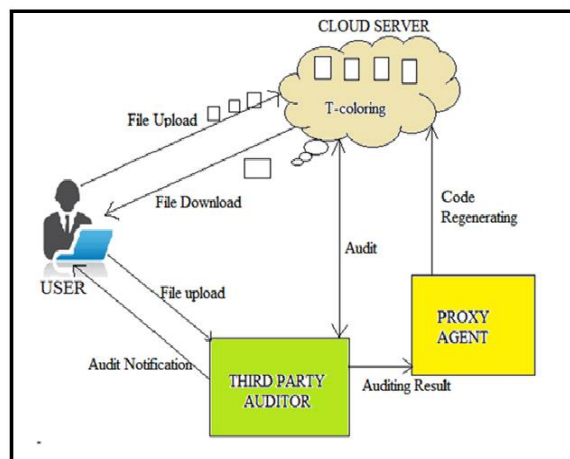 CLOUD SERVER
T-coloring
File Upload
File Download
Code
Regenerating
Audit
USER
File upload
PROXY
AGENT
Audit Notification
THIRD PARTY
AUDITOR
Auditing Result